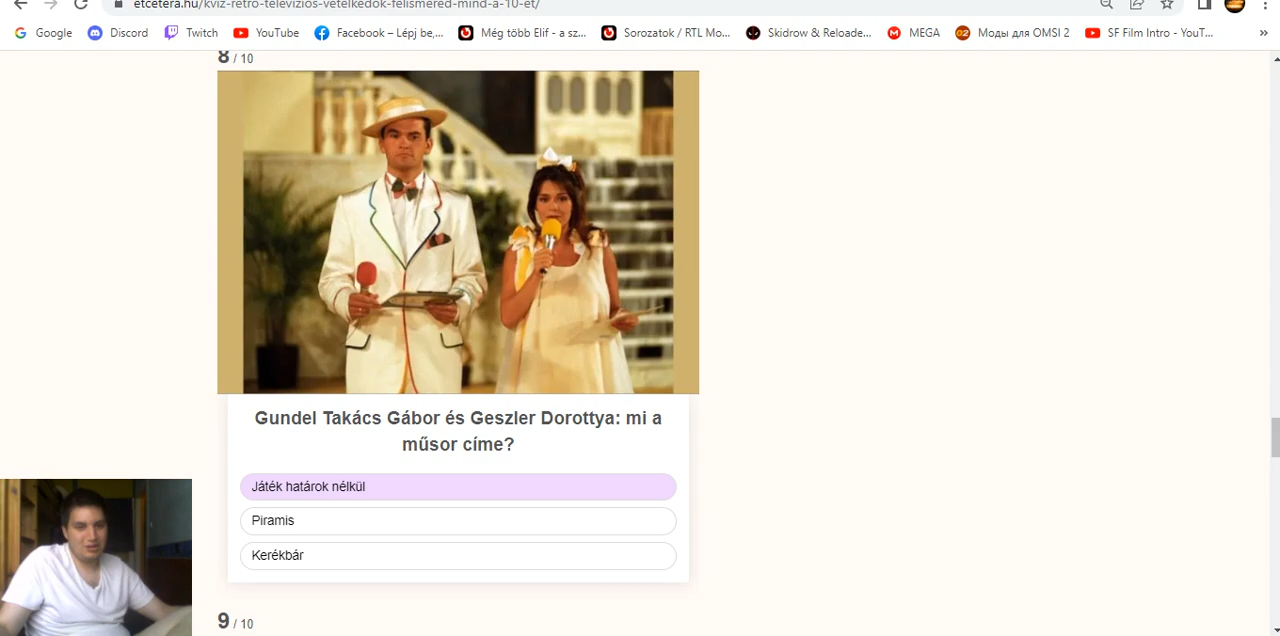 etcetera.hu/kviz-retro-televizios-vetelkedok-felismered-mind-a-10-et/
Google Discord Twitch YouTube Facebook – Lépj be,... Még több Elif - a sz... Sorozatok / RTL Mo... Skidrow & Reloade... MEGA Моды для OMSI 2 SF Film Intro - YouT... »
8 / 10
Gundel Takács Gábor és Geszler Dorottya: mi a
műsor címe?
Játék határok nélkül
Piramis
Kerékbár
9 / 10